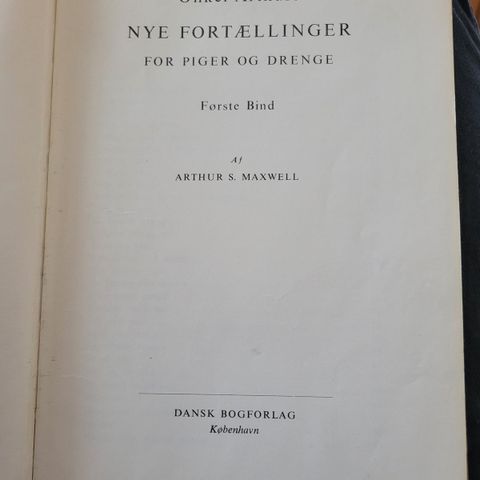 NYE FORTÆLLINGER
FOR PIGER OG DRENGE
Første Bind
Af
ARTHUR S. MAXWELL
DANSK BOGFORLAG
København